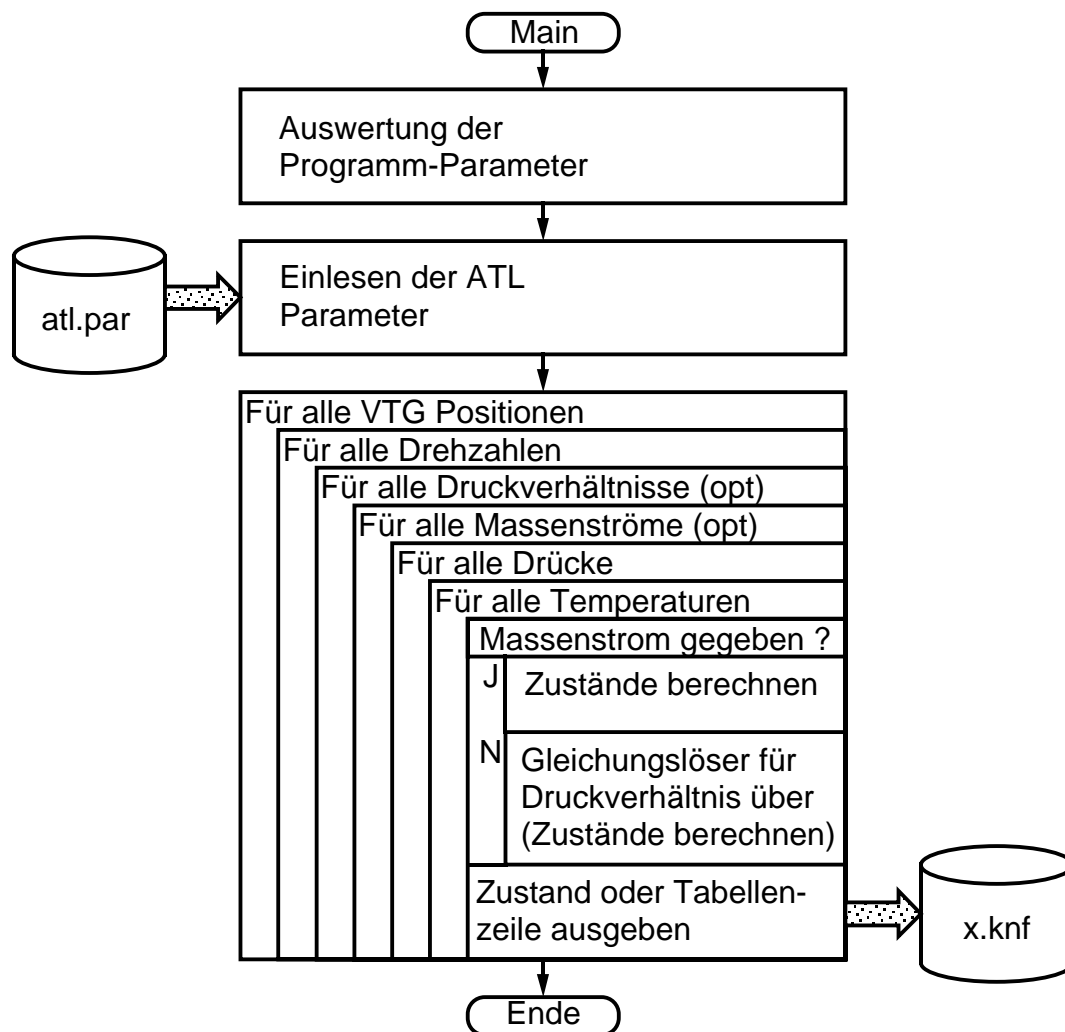 Main
Auswertung der
Programm-Parameter
Einlesen der ATL
Parameter
atl.par
Für alle VTG Positionen
Für alle Drehzahlen
Für alle Druckverhältnisse (opt)
Für alle Massenströme (opt)
Für alle Drücke
Für alle Temperaturen
Massenstrom gegeben ?
J
Zustände berechnen
N
Gleichungslöser für
Druckverhältnis über
(Zustände berechnen)
Zustand oder Tabellen-
zeile ausgeben
x.knf
Ende